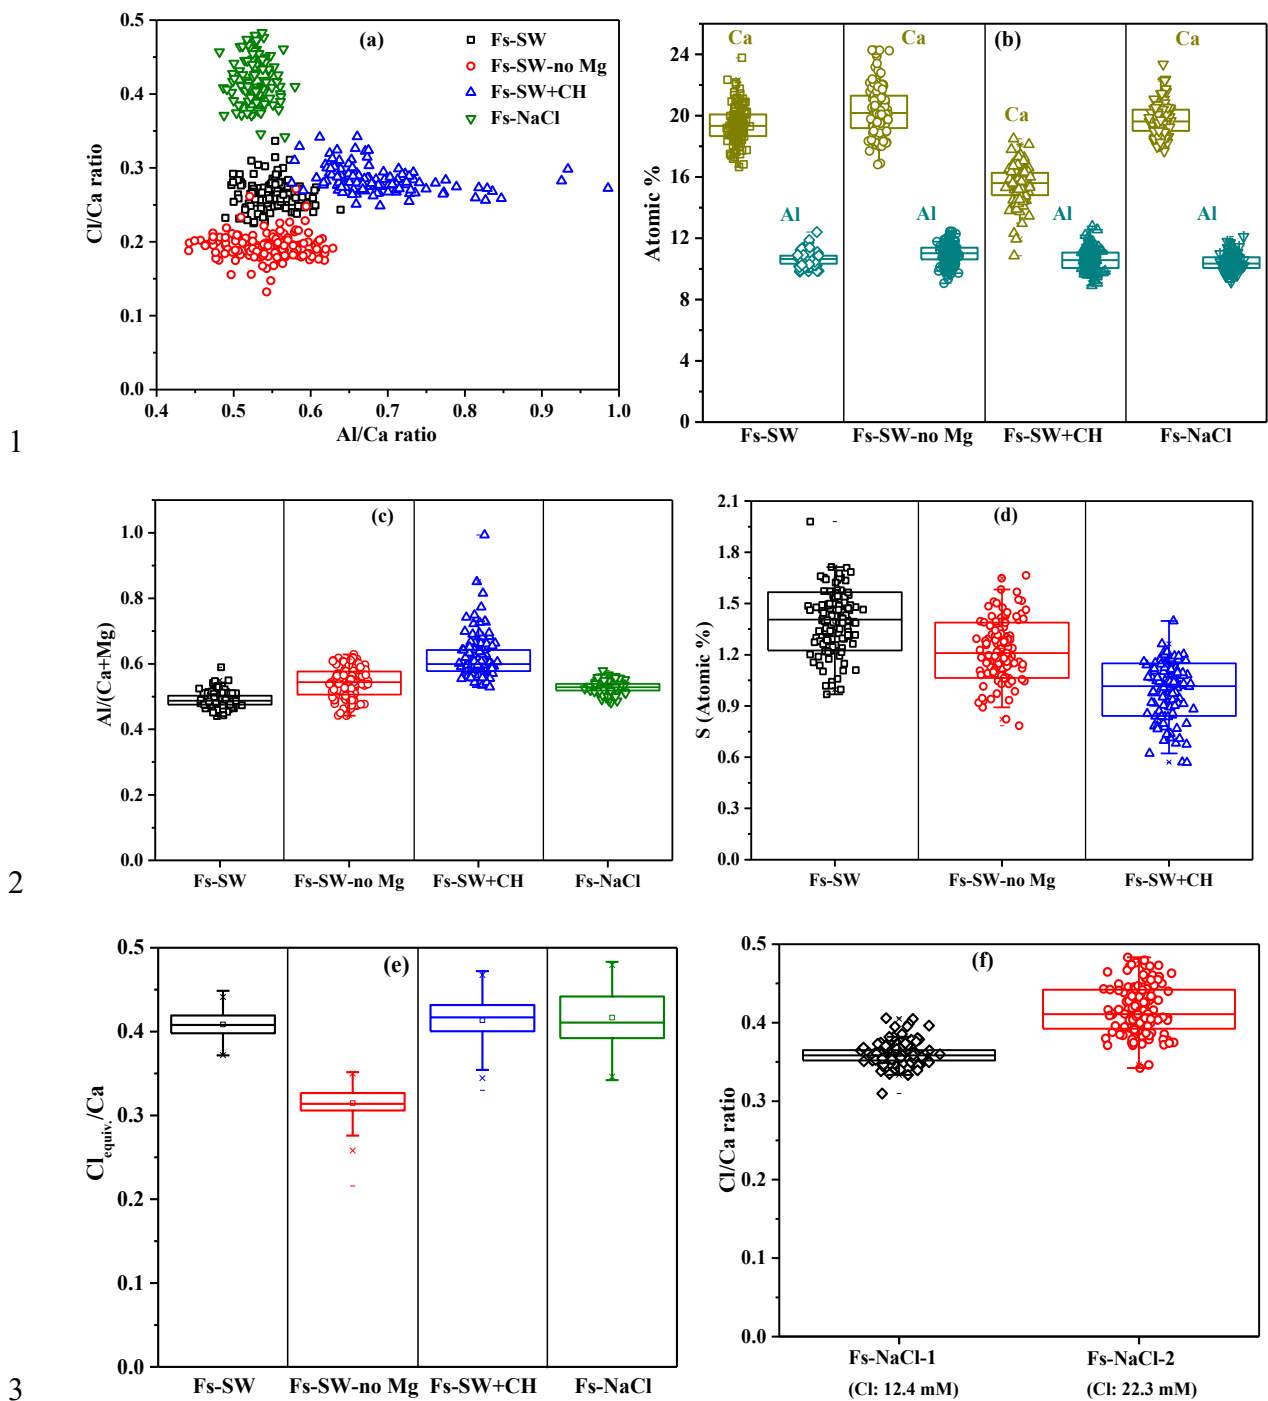 0.5
0.4
0.3
0.2
0.1
0.0
Cl/Ca ratio
(a)
Fs-SW
Fs-SW-no Mg
Fs-SW+CH
Fs-NaCl
0.4 0.5 0.6 0.7 0.8 0.9 1.0
Al/Ca ratio
24
20
16
12
8
4
0
Atomic %
(b)
Ca Ca Ca Ca
Al Al Al Al
Fs-SW Fs-SW-no Mg Fs-SW+CH Fs-NaCl
1
1.0
0.8
0.6
0.4
0.2
0.0
Al/(Ca+Mg)
(c)
Fs-SW Fs-SW-no Mg Fs-SW+CH Fs-NaCl
2.1
1.8
1.5
1.2
0.9
0.6
0.3
0.0
S (Atomic %)
(d)
Fs-SW Fs-SW-no Mg Fs-SW+CH
2
0.5
0.4
0.3
0.2
0.1
0.0
Clequiv./Ca
(e)
Fs-SW Fs-SW-no Mg Fs-SW+CH Fs-NaCl
0.5
0.4
0.3
0.2
0.1
0.0
Cl/Ca ratio
(f)
Fs-NaCl-1 Fs-NaCl-2
(Cl: 12.4 mM) (Cl: 22.3 mM)
3